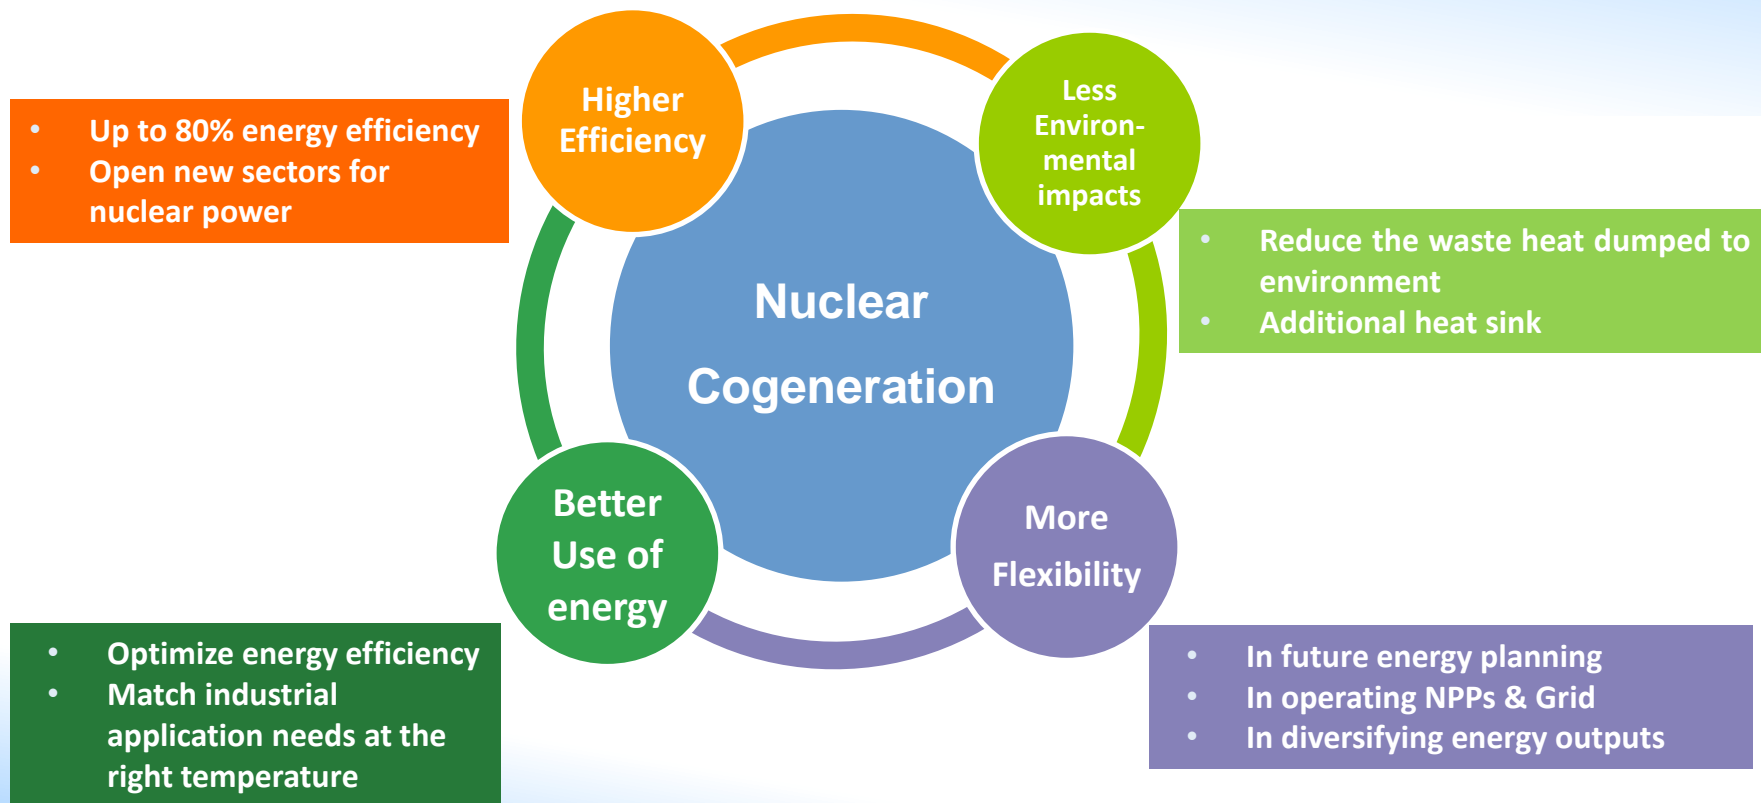 Higher
Efficiency
Less
Environ-
mental
impacts
• Up to 80% energy efficiency
• Open new sectors for
nuclear power
• Reduce the waste heat dumped to
environment
• Additional heat sink
Nuclear
Cogeneration
Better
Use of
energy
More
Flexibility
• Optimize energy efficiency
• Match industrial
application needs at the
right temperature
• In future energy planning
• In operating NPPs & Grid
• In diversifying energy outputs